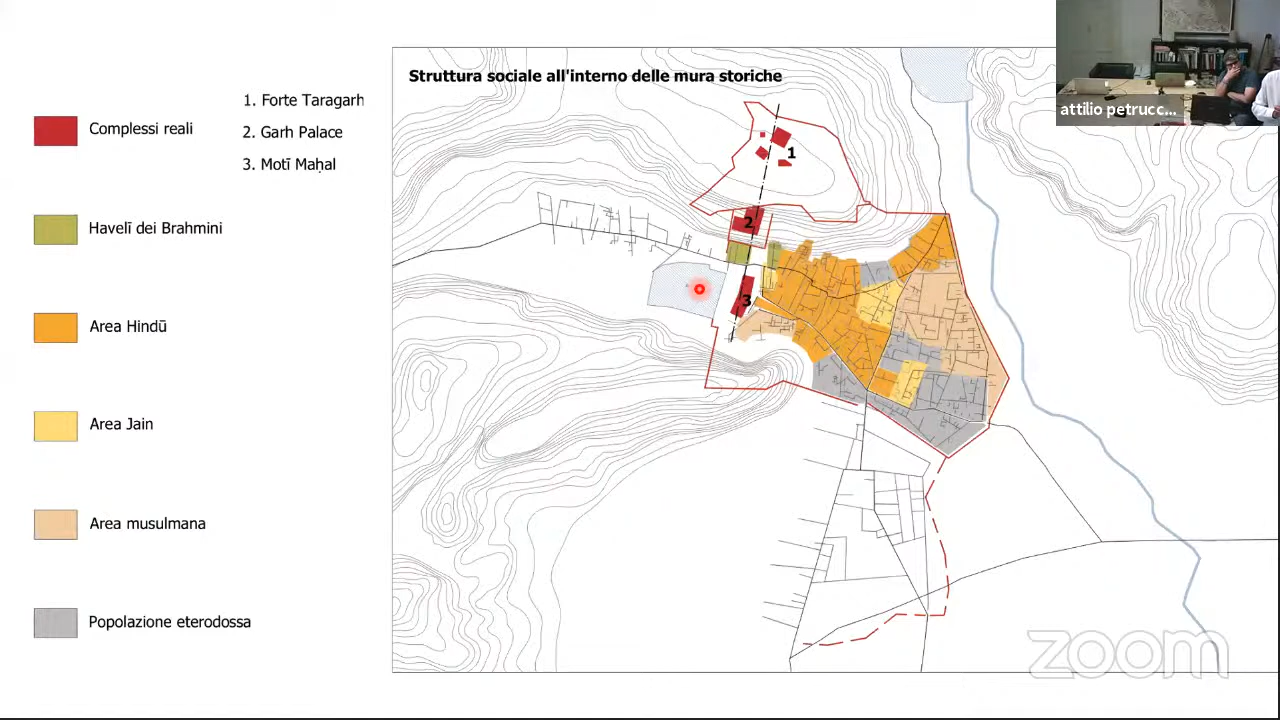 Struttura sociale all'interno delle mura storiche
attilio petrucc...
1. Forte Taragarh
2. Garh Palace
3. Motī Maḥal
Complessi reali
Havelī dei Brahmini
Area Hindū
Area Jain
Area musulmana
Popolazione eterodossa
1
2
3
zoom